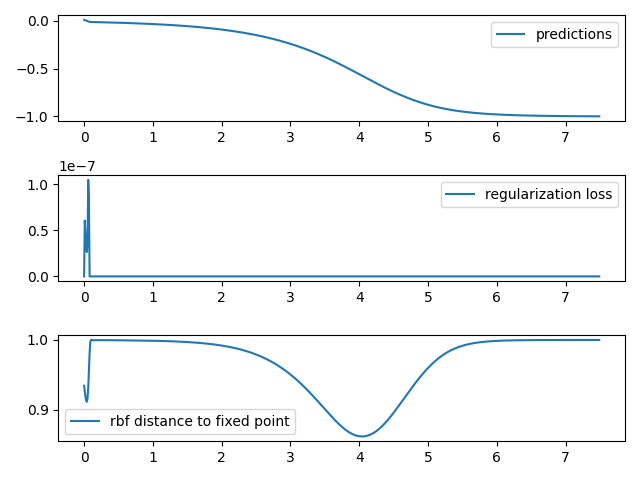 0.0
predictions
−0.5
−1.0
0 1 2 3 4 5 6 7
1e−7
1.0
regularization loss
0.5
0.0
0 1 2 3 4 5 6 7
1.0
0.9
rbf distance to fixed point
0 1 2 3 4 5 6 7